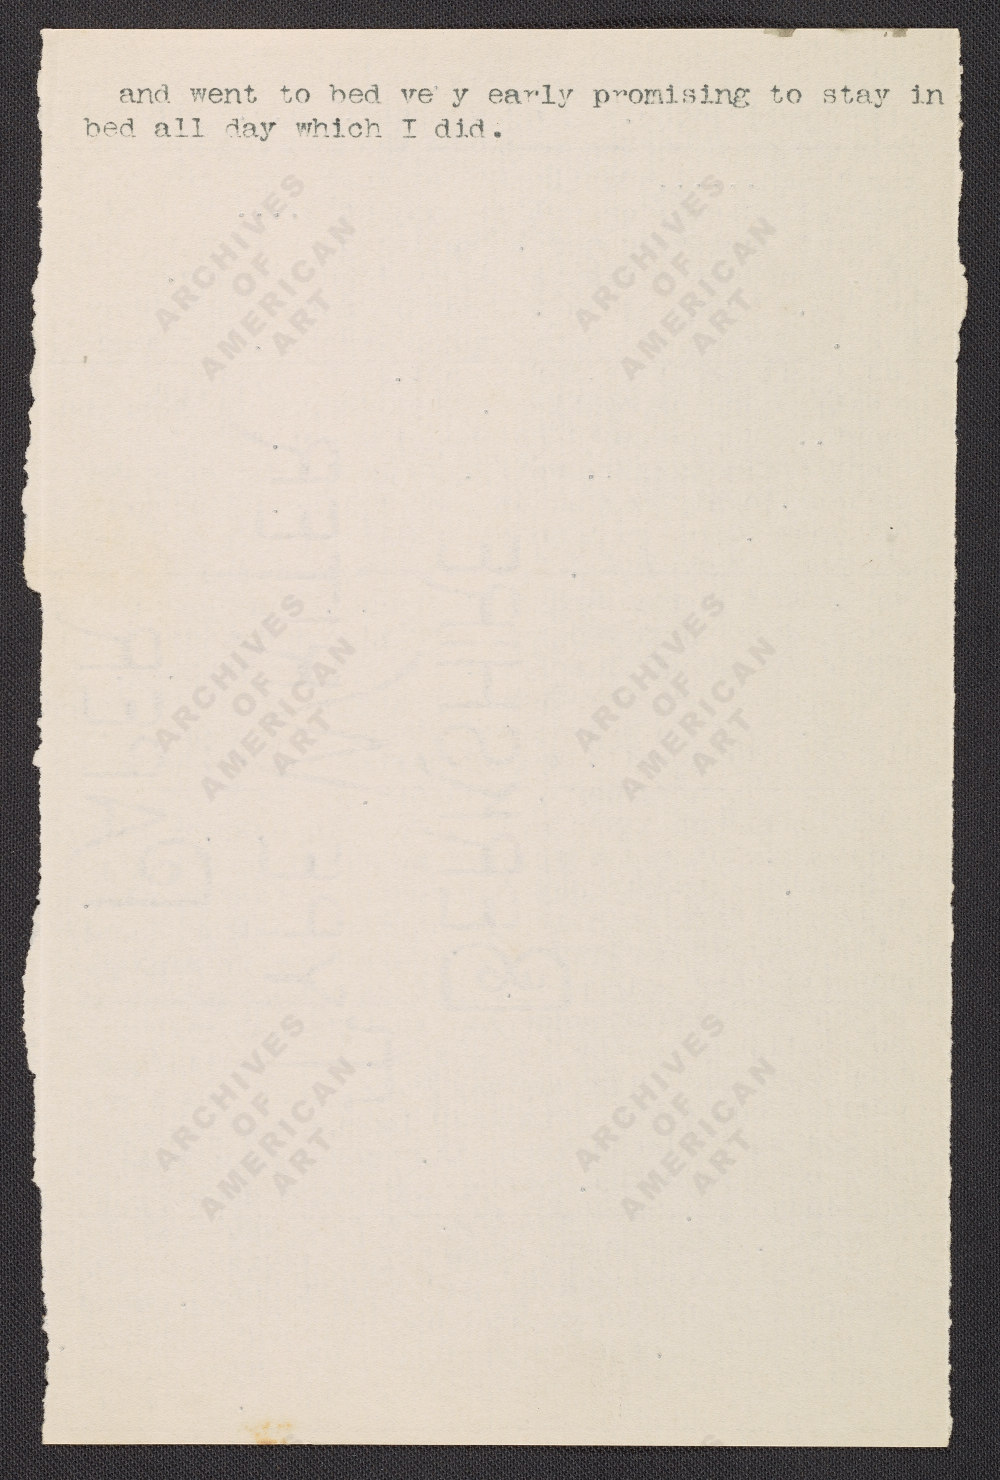 and went to bed ve y early promising to stay in
bed all day which I did.
ARCHIVES
OF
AMERICAN
ART
ARCHIVES
OF
AMERICAN
ART
ARCHIVES
OF
AMERICAN
ART
ARCHIVES
OF
AMERICAN
ART
ARCHIVES
OF
AMERICAN
ART
ARCHIVES
OF
AMERICAN
ART